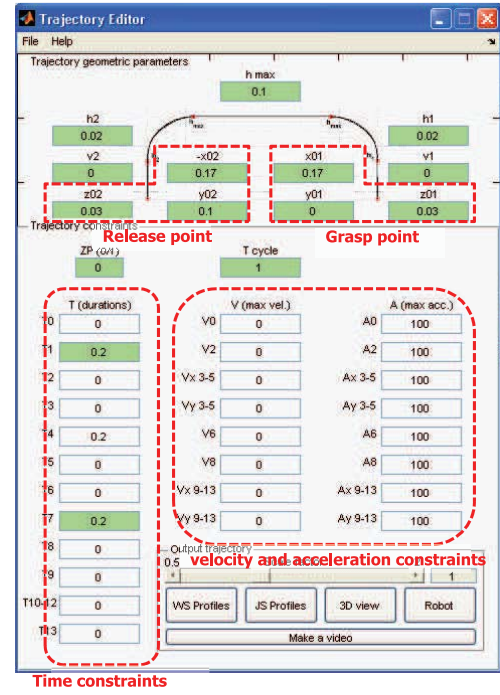 Trajectory Editor
File Help
Trajectory geometric parameters
h max
0.1
h2 h1
0.02 0.02
hmax hmax
v2 -x02 x01 v1
0 0.17 0.17 0
z02 y02 y01 z01
0.03 0.1 0 0.03
Release point Grasp point
Trajectory constraints
ZP (0/1) T cycle
0 1
T (durations) V (max vel.) A (max acc.)
T0 0 V0 0 A0 100
T1 0.2 V2 0 A2 100
T2 0 Vx 3-5 0 Ax 3-5 100
T3 0 Vy 3-5 0 Ay 3-5 100
T4 0.2 V6 0 A6 100
T5 0 V8 0 A8 100
T6 0 Vx 9-13 0 Ax 9-13 100
T7 0.2 Vy 9-13 0 Ay 9-13 100
T8 0 Output trajectory
velocity and acceleration constraints
0.5
T9 0 1
T10-12 0 WS Profiles JS Profiles 3D view Robot
T13 0 Make a video
Time constraints